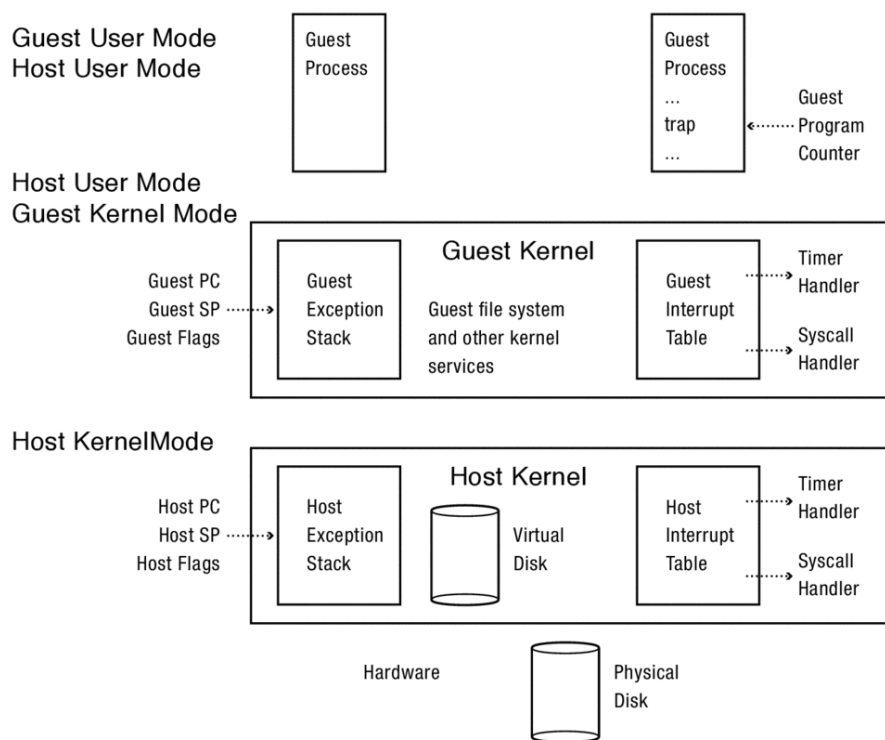 Guest User Mode
Host User Mode
Guest
Process
Guest
Process
...
trap
...
Guest
Program
Counter
Host User Mode
Guest Kernel Mode
Guest Kernel
Guest PC
Guest SP
Guest Flags
Guest
Exception
Stack
Guest file system
and other kernel
services
Guest
Interrupt
Table
Timer
Handler
Syscall
Handler
Host KernelMode
Host Kernel
Host PC
Host SP
Host Flags
Host
Exception
Stack
Virtual
Disk
Host
Interrupt
Table
Timer
Handler
Syscall
Handler
Hardware
Physical
Disk